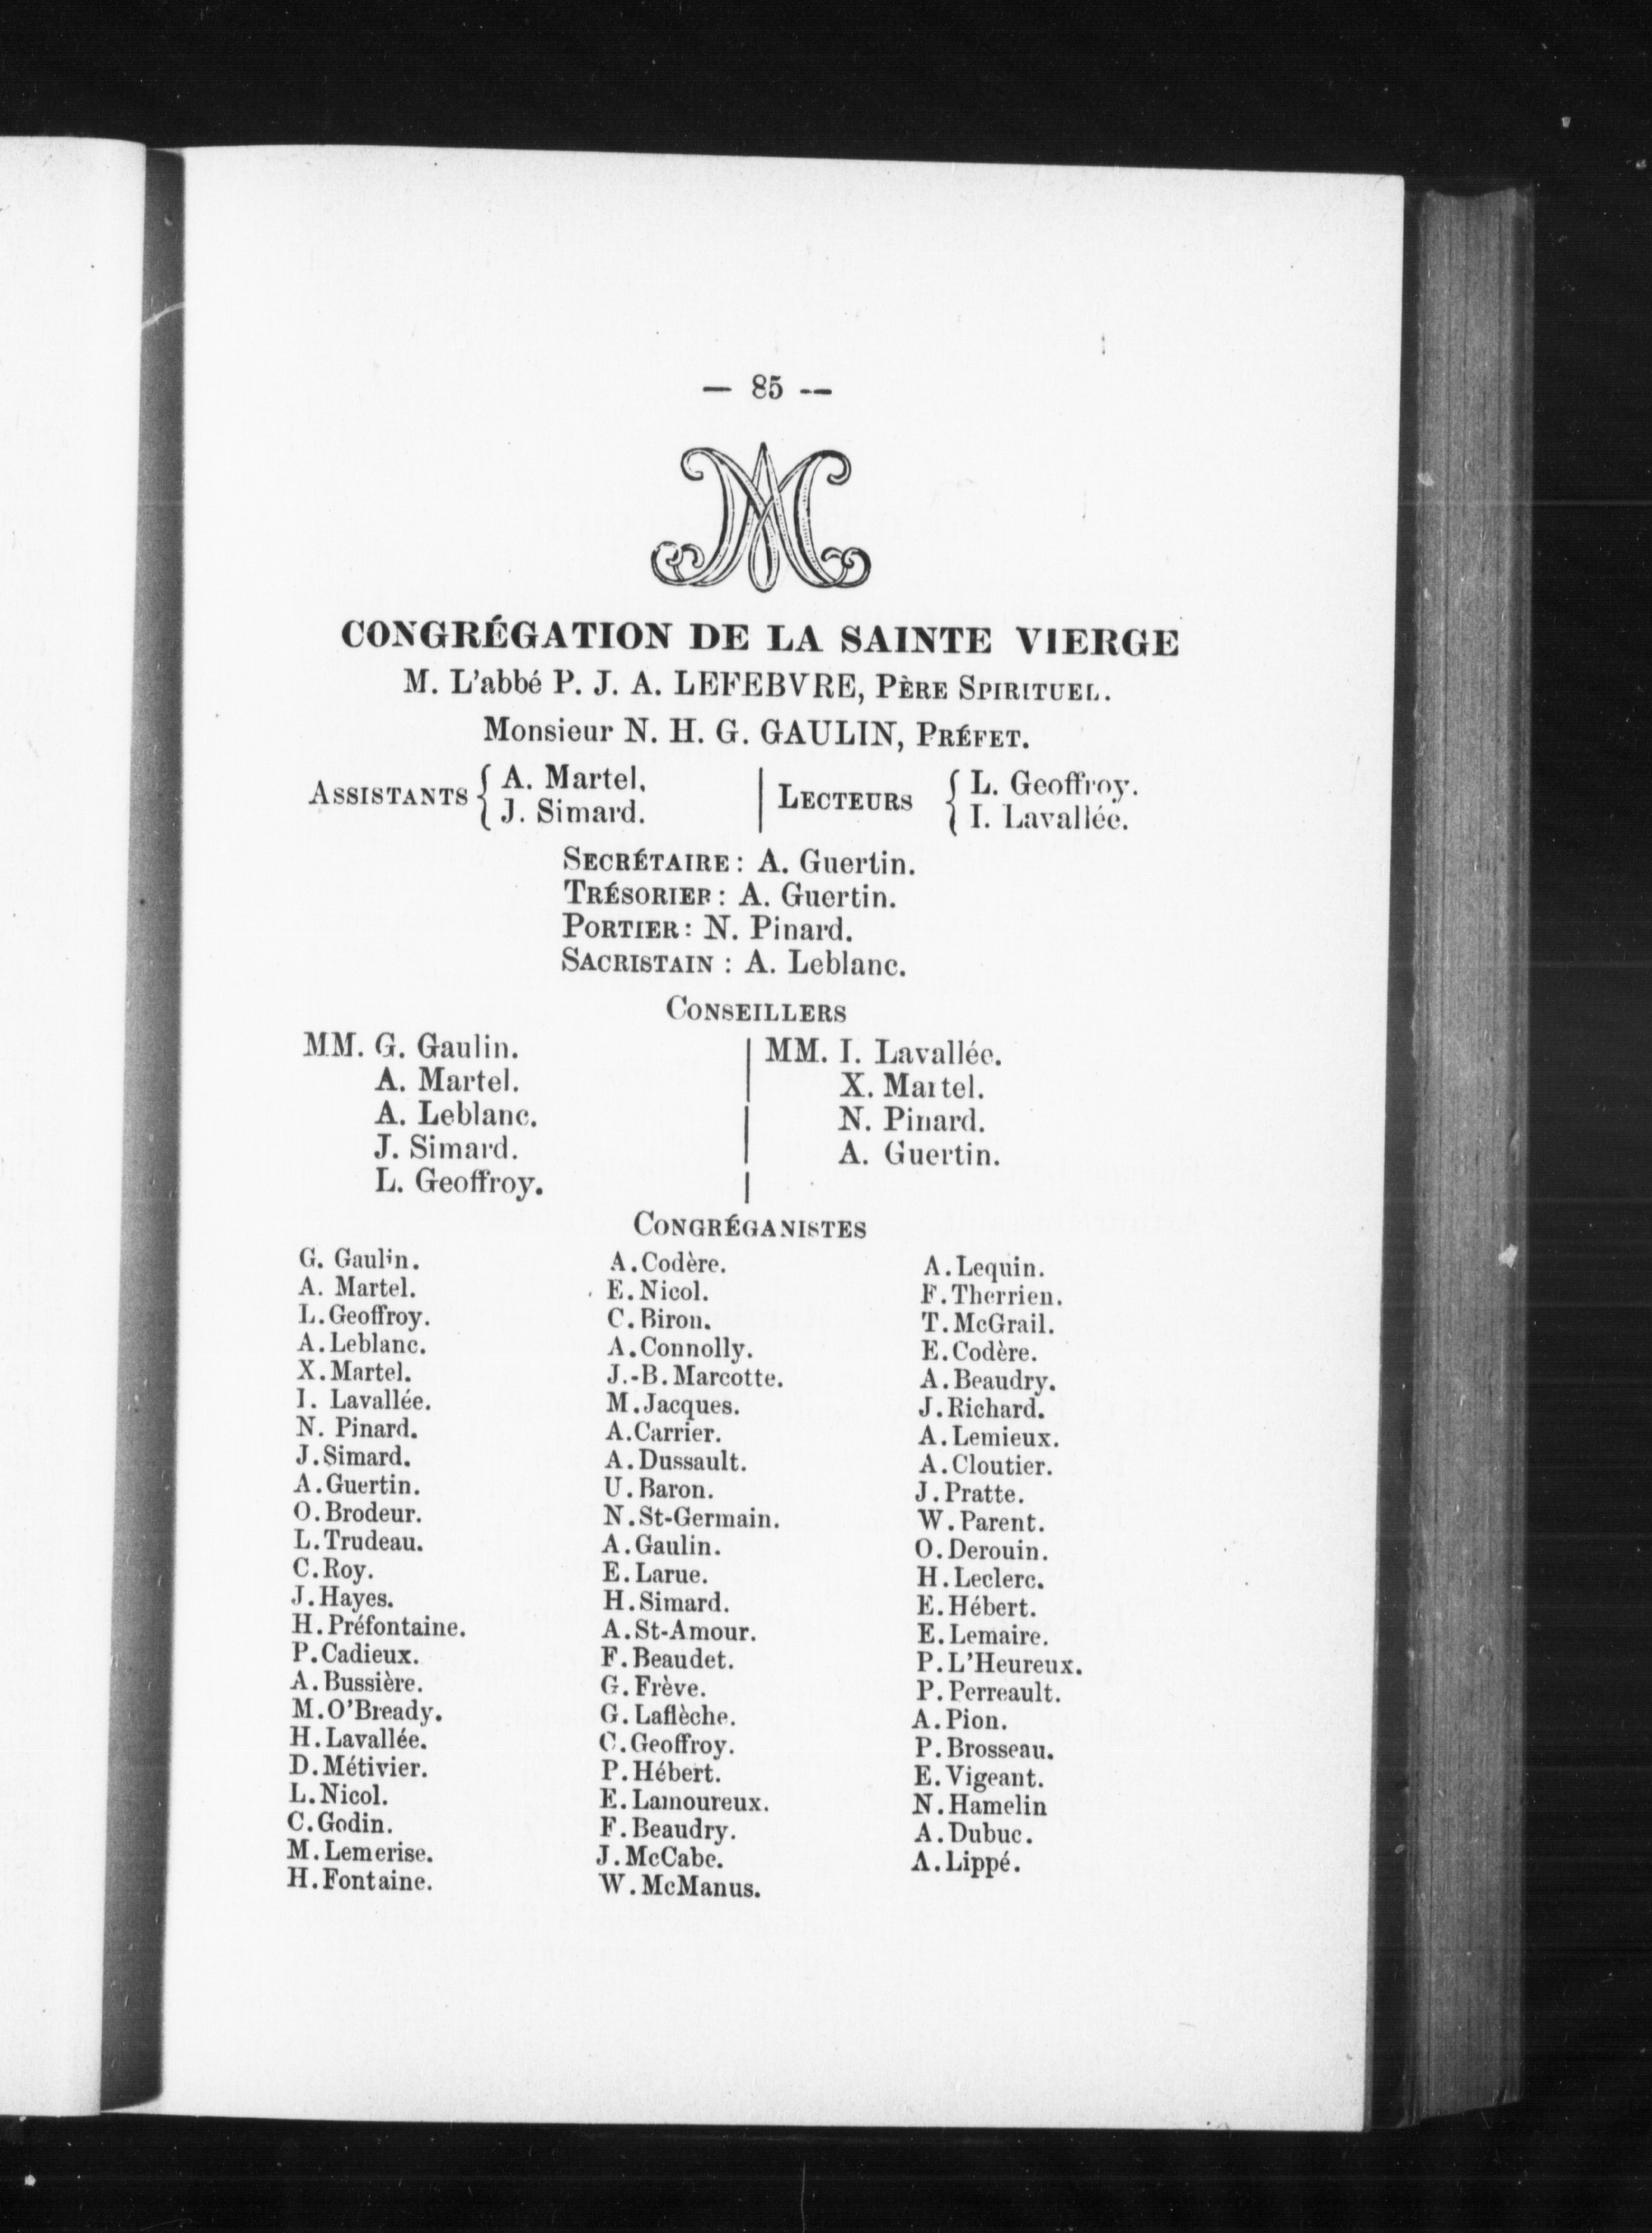 — 85 —
MA
CONGRÉGATION DE LA SAINTE VIERGE
M. L'abbé P. J. A. LEFEBVRE, PÈRE SPIRITUEL.
Monsieur N. H. G. GAULIN, PRÉFET.
ASSISTANTS { A. Martel, J. Simard. | LECTEURS { L. Geoffroy. I. Lavallée.
SECRÉTAIRE : A. Guertin.
TRÉSORIER : A. Guertin.
PORTIER : N. Pinard.
SACRISTAIN : A. Leblanc.
CONSEILLERS
MM. G. Gaulin.
A. Martel.
A. Leblanc.
J. Simard.
L. Geoffroy.
MM. I. Lavallée.
X. Martel.
N. Pinard.
A. Guertin.
CONGRÉGANISTES
G. Gaulin.
A. Martel.
L. Geoffroy.
A. Leblanc.
X. Martel.
I. Lavallée.
N. Pinard.
J. Simard.
A. Guertin.
O. Brodeur.
L. Trudeau.
C. Roy.
J. Hayes.
H. Préfontaine.
P. Cadieux.
A. Bussière.
M. O'Bready.
H. Lavallée.
D. Métivier.
L. Nicol.
C. Godin.
M. Lemerise.
H. Fontaine.
A. Codère.
E. Nicol.
C. Biron.
A. Connolly.
J.-B. Marcotte.
M. Jacques.
A. Carrier.
A. Dussault.
U. Baron.
N. St-Germain.
A. Gaulin.
E. Larue.
H. Simard.
A. St-Amour.
F. Beaudet.
G. Frève.
G. Laflèche.
C. Geoffroy.
P. Hébert.
E. Lamoureux.
F. Beaudry.
J. McCabe.
W. McManus.
A. Lequin.
F. Therrien.
T. McGrail.
E. Codère.
A. Beaudry.
J. Richard.
A. Lemieux.
A. Cloutier.
J. Pratte.
W. Parent.
O. Derouin.
H. Leclerc.
E. Hébert.
E. Lemaire.
P. L'Heureux.
P. Perreault.
A. Pion.
P. Brosseau.
E. Vigeant.
N. Hamelin
A. Dubuc.
A. Lippé.